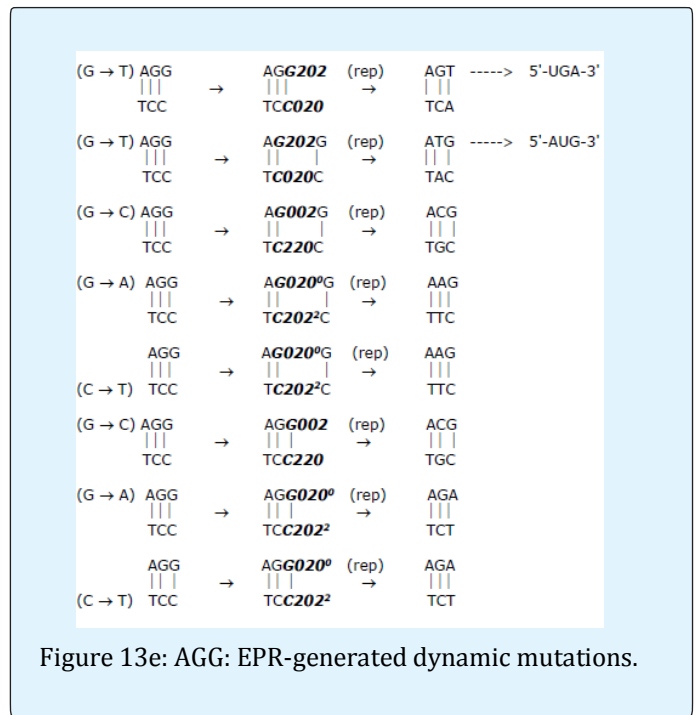 (G → T) AGG AGG202 (rep) AGT -----> 5'-UGA-3'
→ →
TCC TCC020 TCA
(G → T) AGG AG202G (rep) ATG -----> 5'-AUG-3'
→ →
TCC TC020C TAC
(G → C) AGG AG002G (rep) ACG
→ →
TCC TC220C TGC
(G → A) AGG AG020⁰G (rep) AAG
→ →
TCC TC202²C TTC
AGG AG020⁰G (rep) AAG
→ →
(C → T) TCC TC202²C TTC
(G → C) AGG AGG002 (rep) ACG
→ →
TCC TCC220 TGC
(G → A) AGG AGG020⁰ (rep) AGA
→ →
TCC TCC202² TCT
AGG AGG020⁰ (rep) AGA
→ →
(C → T) TCC TCC202² TCT
Figure 13e: AGG: EPR-generated dynamic mutations.